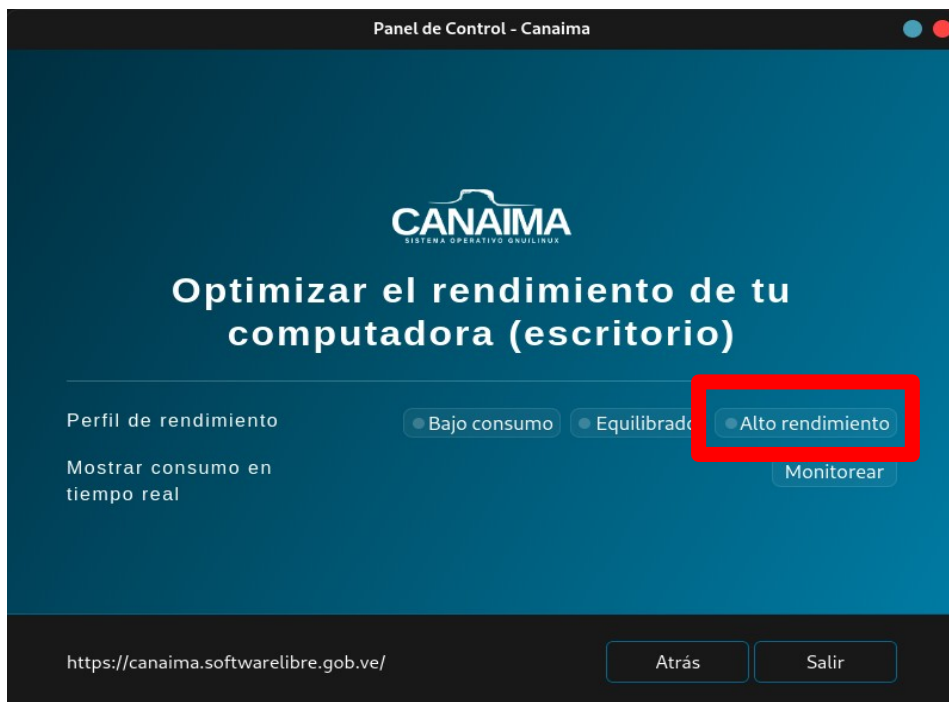 Panel de Control - Canaima
CANAIMA
SISTEMA OPERATIVO GNU/LINUX
Optimizar el rendimiento de tu
computadora (escritorio)
Perfil de rendimiento
Bajo consumo
Equilibrado
Alto rendimiento
Mostrar consumo en
tiempo real
Monitorear
https://canaima.softwarelibre.gob.ve/
Atrás
Salir